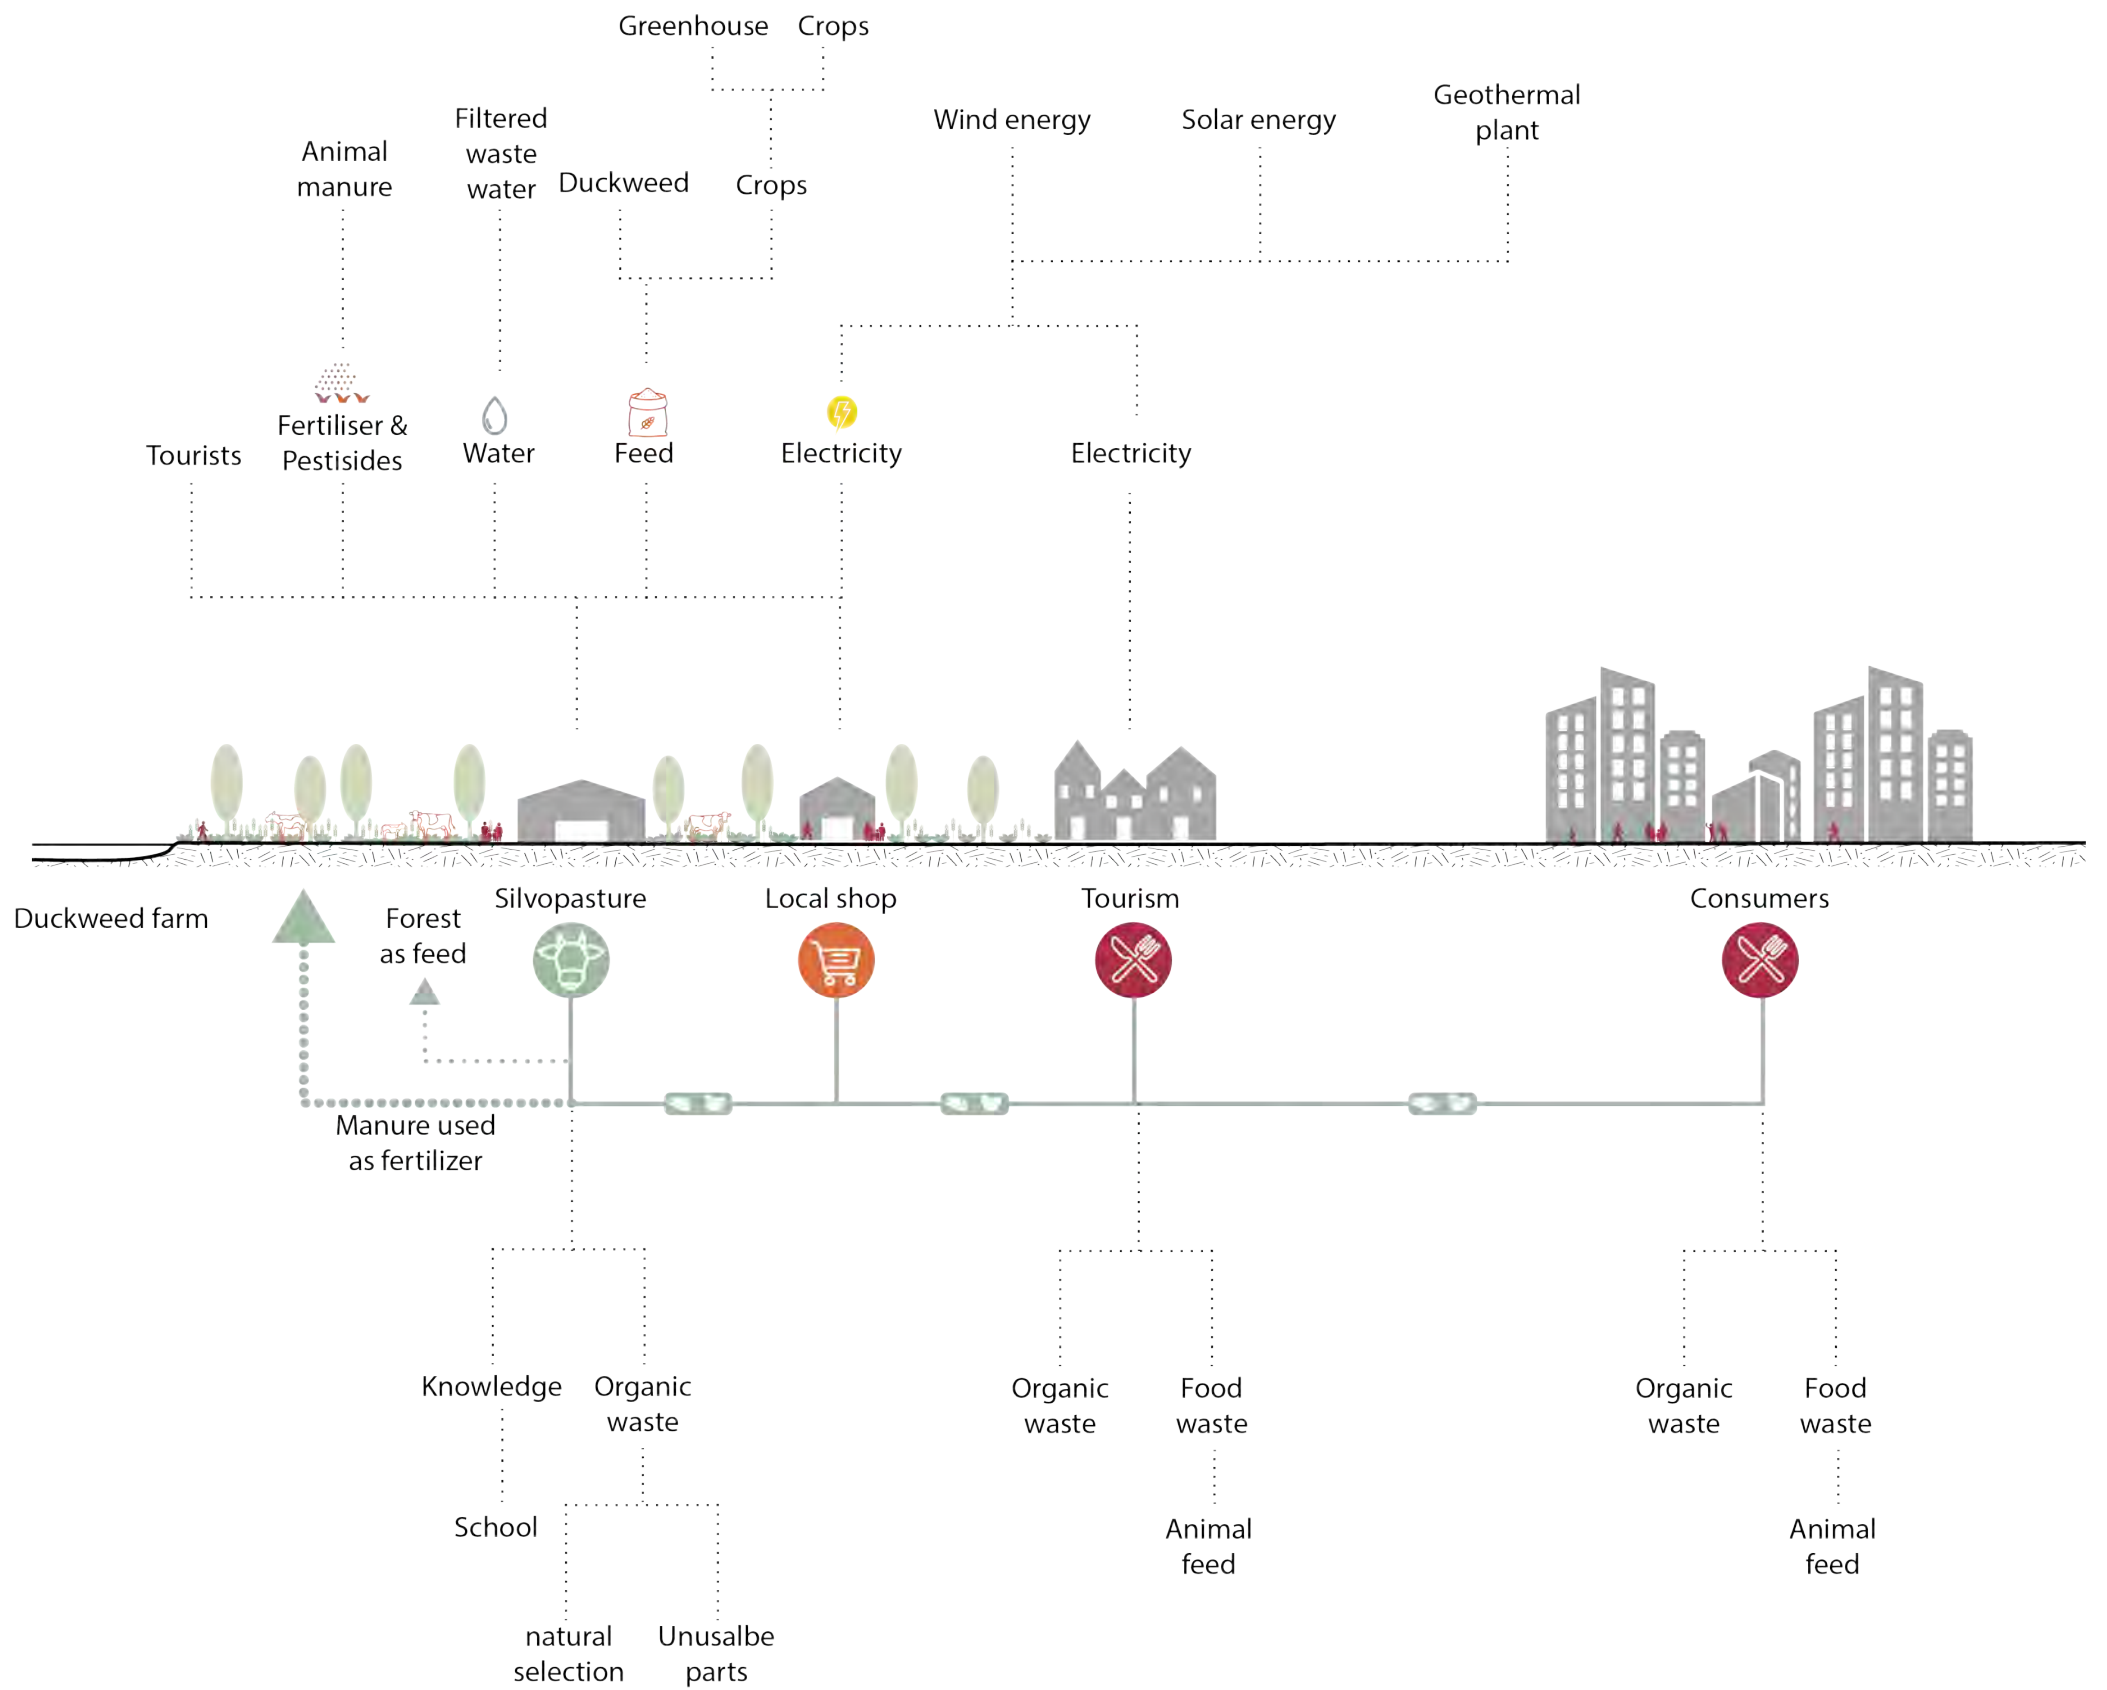 Greenhouse
Crops
Geothermal
plant
Wind energy
Solar energy
Filtered
waste
water
Animal
manure
Duckweed
Crops
Tourists
Fertiliser &
Pestisides
Water
Feed
Electricity
Electricity
Duckweed farm
Forest
as feed
Silvopasture
Local shop
Tourism
Consumers
Manure used
as fertilizer
Knowledge
Organic
waste
Organic
waste
Food
waste
Organic
waste
Food
waste
School
Animal
feed
Animal
feed
natural
selection
Unusalbe
parts